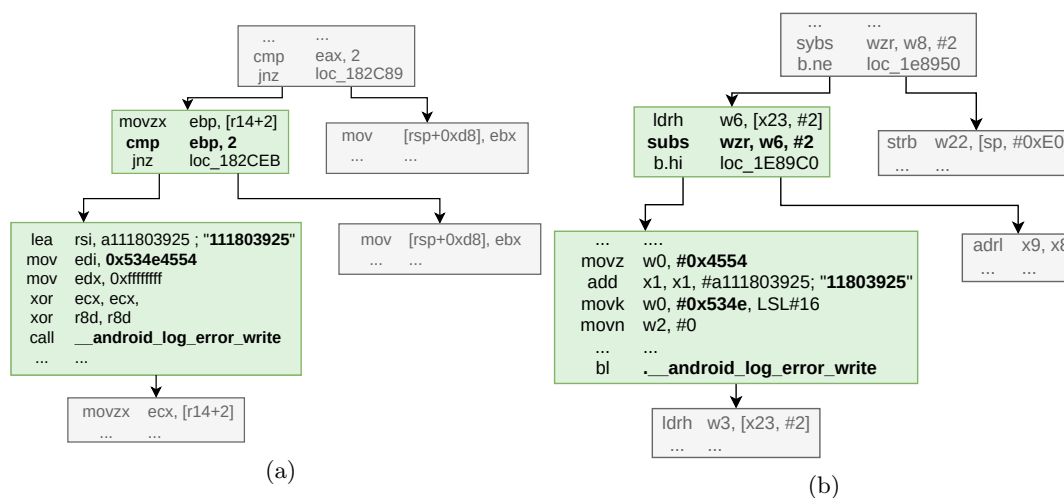 ... ...
cmp eax, 2
jnz loc_182C89
movzx ebp, [r14+2]
cmp ebp, 2
jnz loc_182CEB
mov [rsp+0xd8], ebx
... ...
lea rsi, a111803925 ; "111803925"
mov edi, 0x534e4554
mov edx, 0xffffffff
xor ecx, ecx,
xor r8d, r8d
call __android_log_error_write
... ...
mov [rsp+0xd8], ebx
... ...
movzx ecx, [r14+2]
... ...
(a)
... ...
sybs wzr, w8, #2
b.ne loc_1e8950
ldrh w6, [x23, #2]
subs wzr, w6, #2
b.hi loc_1E89C0
strb w22, [sp, #0xE0
... ...
... ....
movz w0, #0x4554
add x1, x1, #a111803925; "11803925"
movk w0, #0x534e, LSL#16
movn w2, #0
... ...
bl .__android_log_error_write
adrl x9, x8
... ...
ldrh w3, [x23, #2]
... ...
(b)